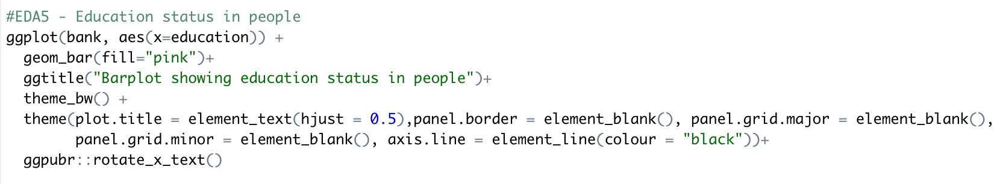 #EDA5 - Education status in people
ggplot(bank, aes(x=education)) +
  geom_bar(fill="pink")+
  ggtitle("Barplot showing education status in people")+
  theme_bw() +
  theme(plot.title = element_text(hjust = 0.5),panel.border = element_blank(), panel.grid.major = element_blank(),
        panel.grid.minor = element_blank(), axis.line = element_line(colour = "black"))+
  ggpubr::rotate_x_text()